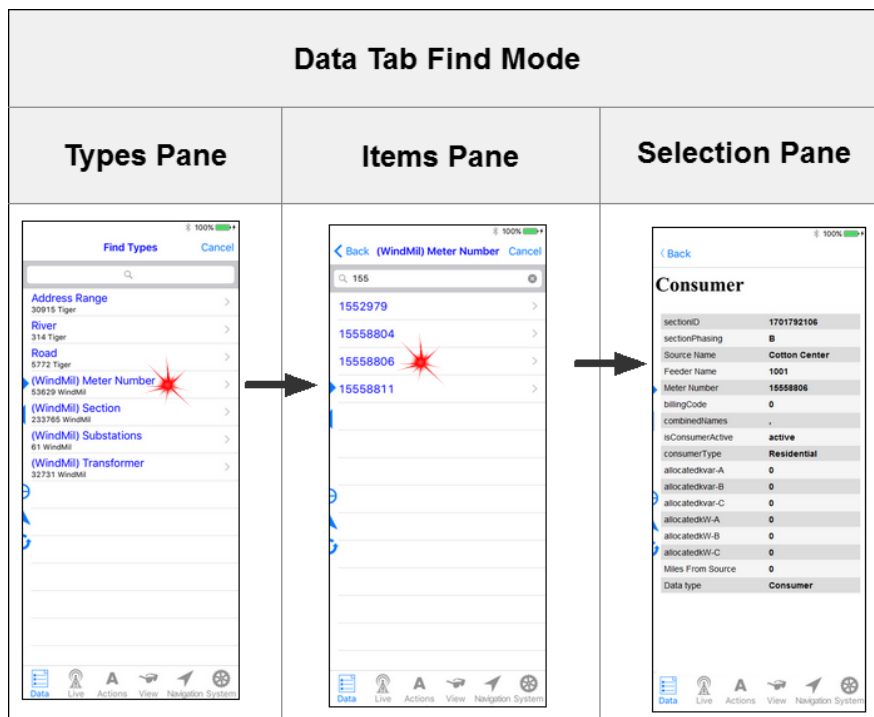 Data Tab Find Mode
Types Pane
Items Pane
Selection Pane
100%
Find Types Cancel
Address Range
30915 Tiger
River
314 Tiger
Road
5772 Tiger
(WindMil) Meter Number
53629 WindMil
(WindMil) Section
233765 WindMil
(WindMil) Substations
61 WindMil
(WindMil) Transformer
32731 WindMil
Data Live Actions View Navigation System
100%
Back (WindMil) Meter Number Cancel
155
1552979
15558804
15558806
15558811
Data Live Actions View Navigation System
100%
Back
Consumer
sectionID 1701792106
sectionPhasing B
Source Name Cotton Center
Feeder Name 1001
Meter Number 15558806
billingCode 0
combinedNames ,
isConsumerActive active
consumerType Residential
allocatedkvar-A 0
allocatedkvar-B 0
allocatedkvar-C 0
allocatedkW-A 0
allocatedkW-B 0
allocatedkW-C 0
Miles From Source 0
Data type Consumer
Data Live Actions View Navigation System